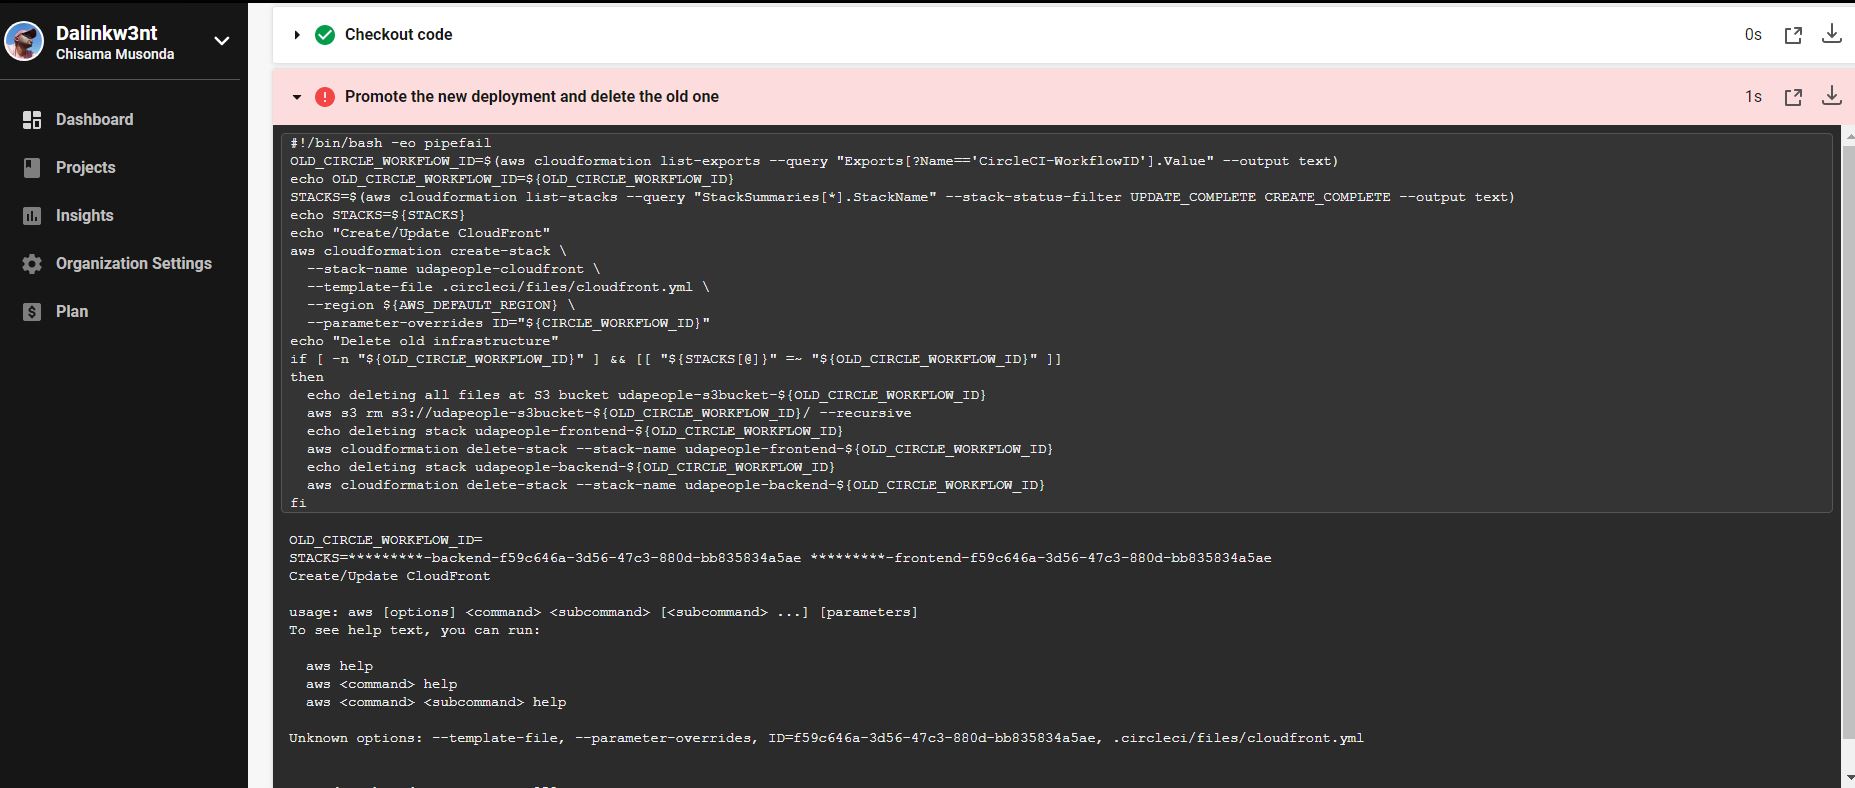 Dalinkw3nt
Chisama Musonda
Dashboard
Projects
Insights
Organization Settings
Plan
Checkout code
0s
Promote the new deployment and delete the old one
1s
#!/bin/bash -eo pipefail
OLD_CIRCLE_WORKFLOW_ID=$(aws cloudformation list-exports --query "Exports[?Name=='CircleCI-WorkflowID'].Value" --output text)
echo OLD_CIRCLE_WORKFLOW_ID=${OLD_CIRCLE_WORKFLOW_ID}
STACKS=$(aws cloudformation list-stacks --query "StackSummaries[*].StackName" --stack-status-filter UPDATE_COMPLETE CREATE_COMPLETE --output text)
echo STACKS=${STACKS}
echo "Create/Update CloudFront"
aws cloudformation create-stack \
  --stack-name udapeople-cloudfront \
  --template-file .circleci/files/cloudfront.yml \
  --region ${AWS_DEFAULT_REGION} \
  --parameter-overrides ID="${CIRCLE_WORKFLOW_ID}"
echo "Delete old infrastructure"
if [ -n "${OLD_CIRCLE_WORKFLOW_ID}" ] && [[ "${STACKS[@]}" =~ "${OLD_CIRCLE_WORKFLOW_ID}" ]]
then
  echo deleting all files at S3 bucket udapeople-s3bucket-${OLD_CIRCLE_WORKFLOW_ID}
  aws s3 rm s3://udapeople-s3bucket-${OLD_CIRCLE_WORKFLOW_ID}/ --recursive
  echo deleting stack udapeople-frontend-${OLD_CIRCLE_WORKFLOW_ID}
  aws cloudformation delete-stack --stack-name udapeople-frontend-${OLD_CIRCLE_WORKFLOW_ID}
  echo deleting stack udapeople-backend-${OLD_CIRCLE_WORKFLOW_ID}
  aws cloudformation delete-stack --stack-name udapeople-backend-${OLD_CIRCLE_WORKFLOW_ID}
fi
OLD_CIRCLE_WORKFLOW_ID=
STACKS=*********-backend-f59c646a-3d56-47c3-880d-bb835834a5ae *********-frontend-f59c646a-3d56-47c3-880d-bb835834a5ae
Create/Update CloudFront
usage: aws [options] <command> <subcommand> [<subcommand> ...] [parameters]
To see help text, you can run:
  aws help
  aws <command> help
  aws <command> <subcommand> help
Unknown options: --template-file, --parameter-overrides, ID=f59c646a-3d56-47c3-880d-bb835834a5ae, .circleci/files/cloudfront.yml